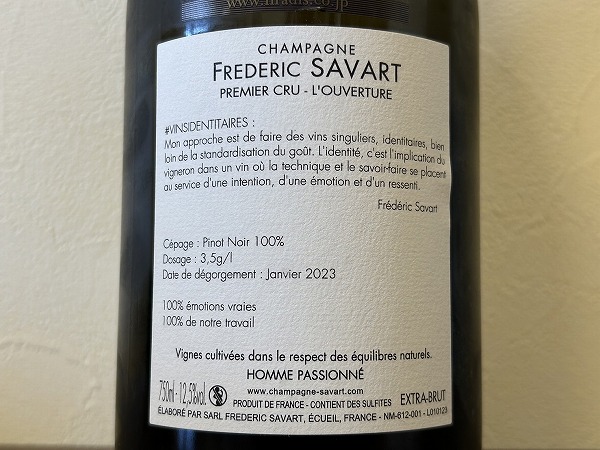 www.firadis.co.jp
CHAMPAGNE
FREDERIC SAVART
PREMIER CRU - L'OUVERTURE
#VINSIDENTITAIRES :
Mon approche est de faire des vins singuliers, identitaires, bien
loin de la standardisation du goût. L'identité, c'est l'implication du
vigneron dans un vin où la technique et le savoir-faire se placent
au service d'une intention, d'une émotion et d'un ressenti.
Frédéric Savart
Cépage : Pinot Noir 100%
Dosage : 3,5g/l
Date de dégorgement : Janvier 2023
100% émotions vraies
100% de notre travail
Vignes cultivées dans le respect des équilibres naturels.
HOMME PASSIONNÉ
www.champagne-savart.com
750ml - 12,5%vol. PRODUIT DE FRANCE - CONTIENT DES SULFITES EXTRA-BRUT
ÉLABORÉ PAR SARL FREDERIC SAVART, ÉCUEIL, FRANCE - NM-612-001 - L010123